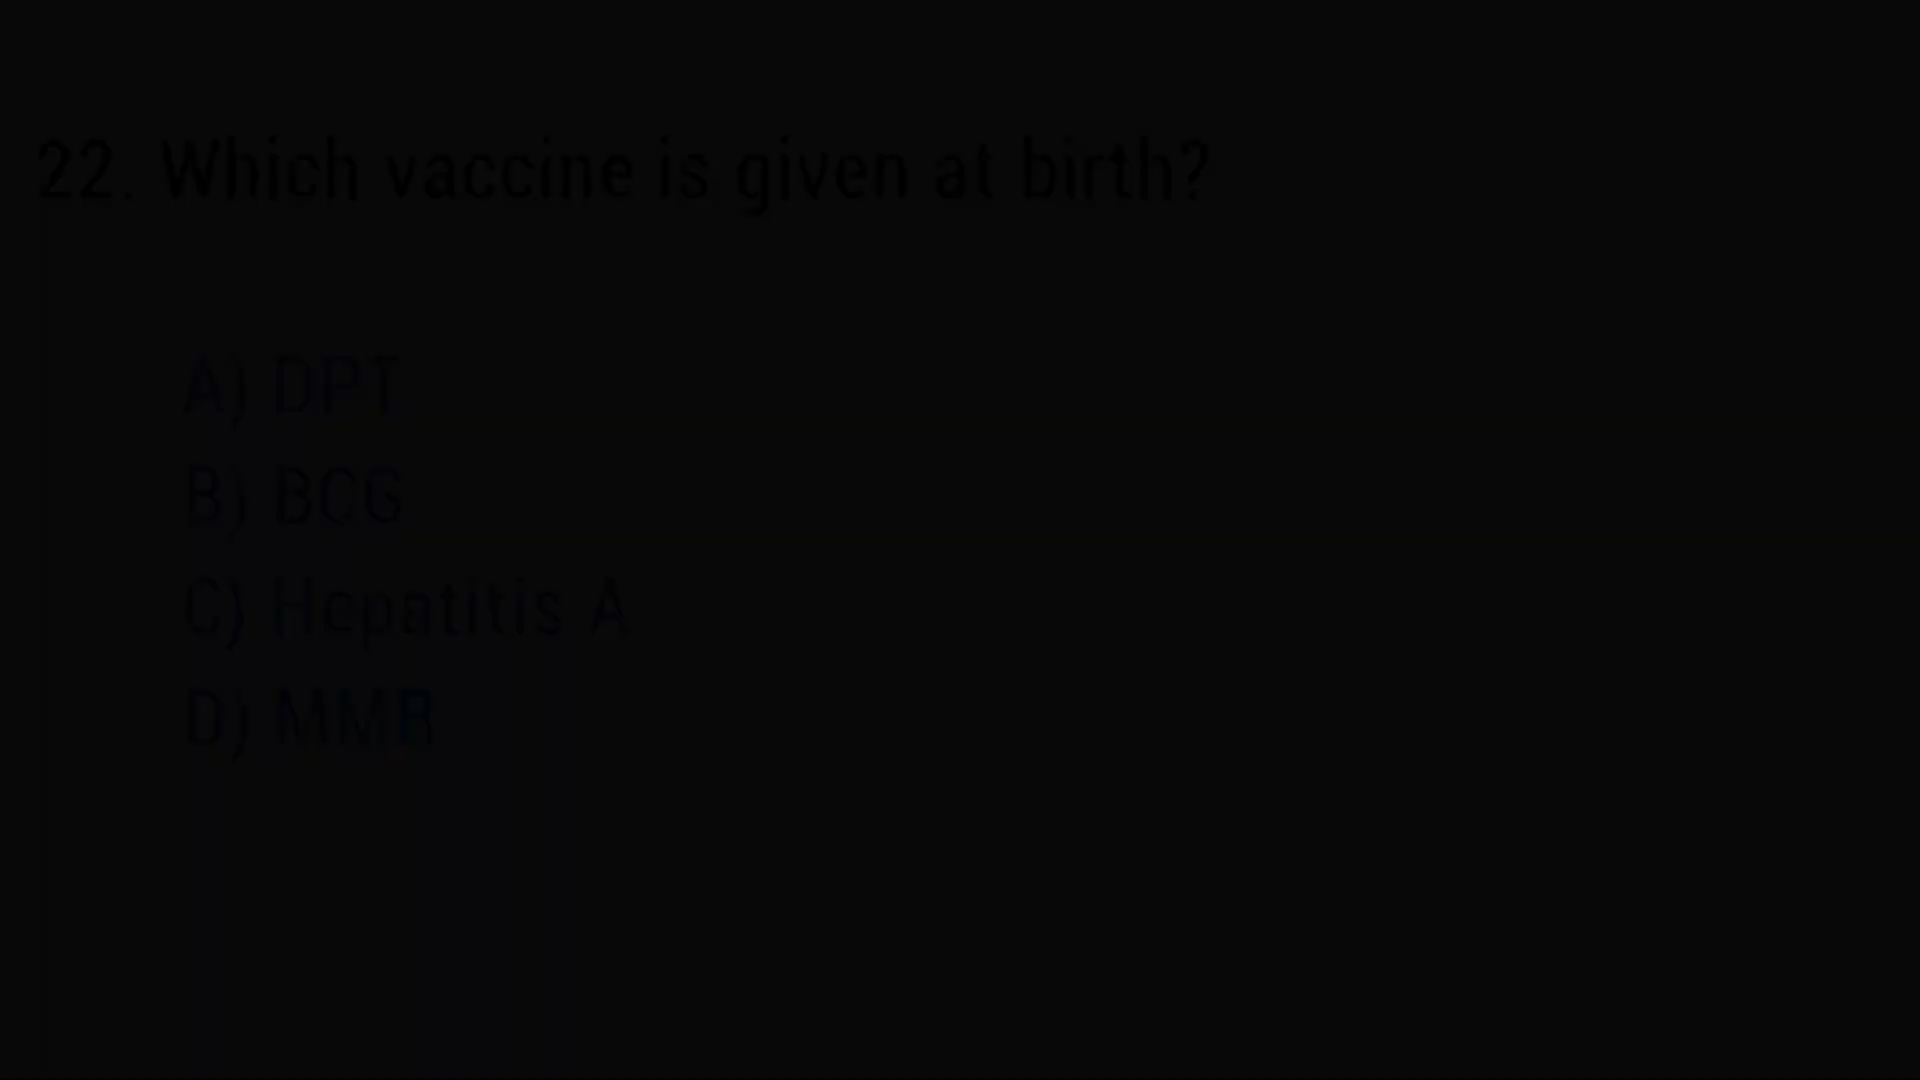 22. Which vaccine is given at birth?
A) DPT
B) BCG
C) Hepatitis A
D) MMR